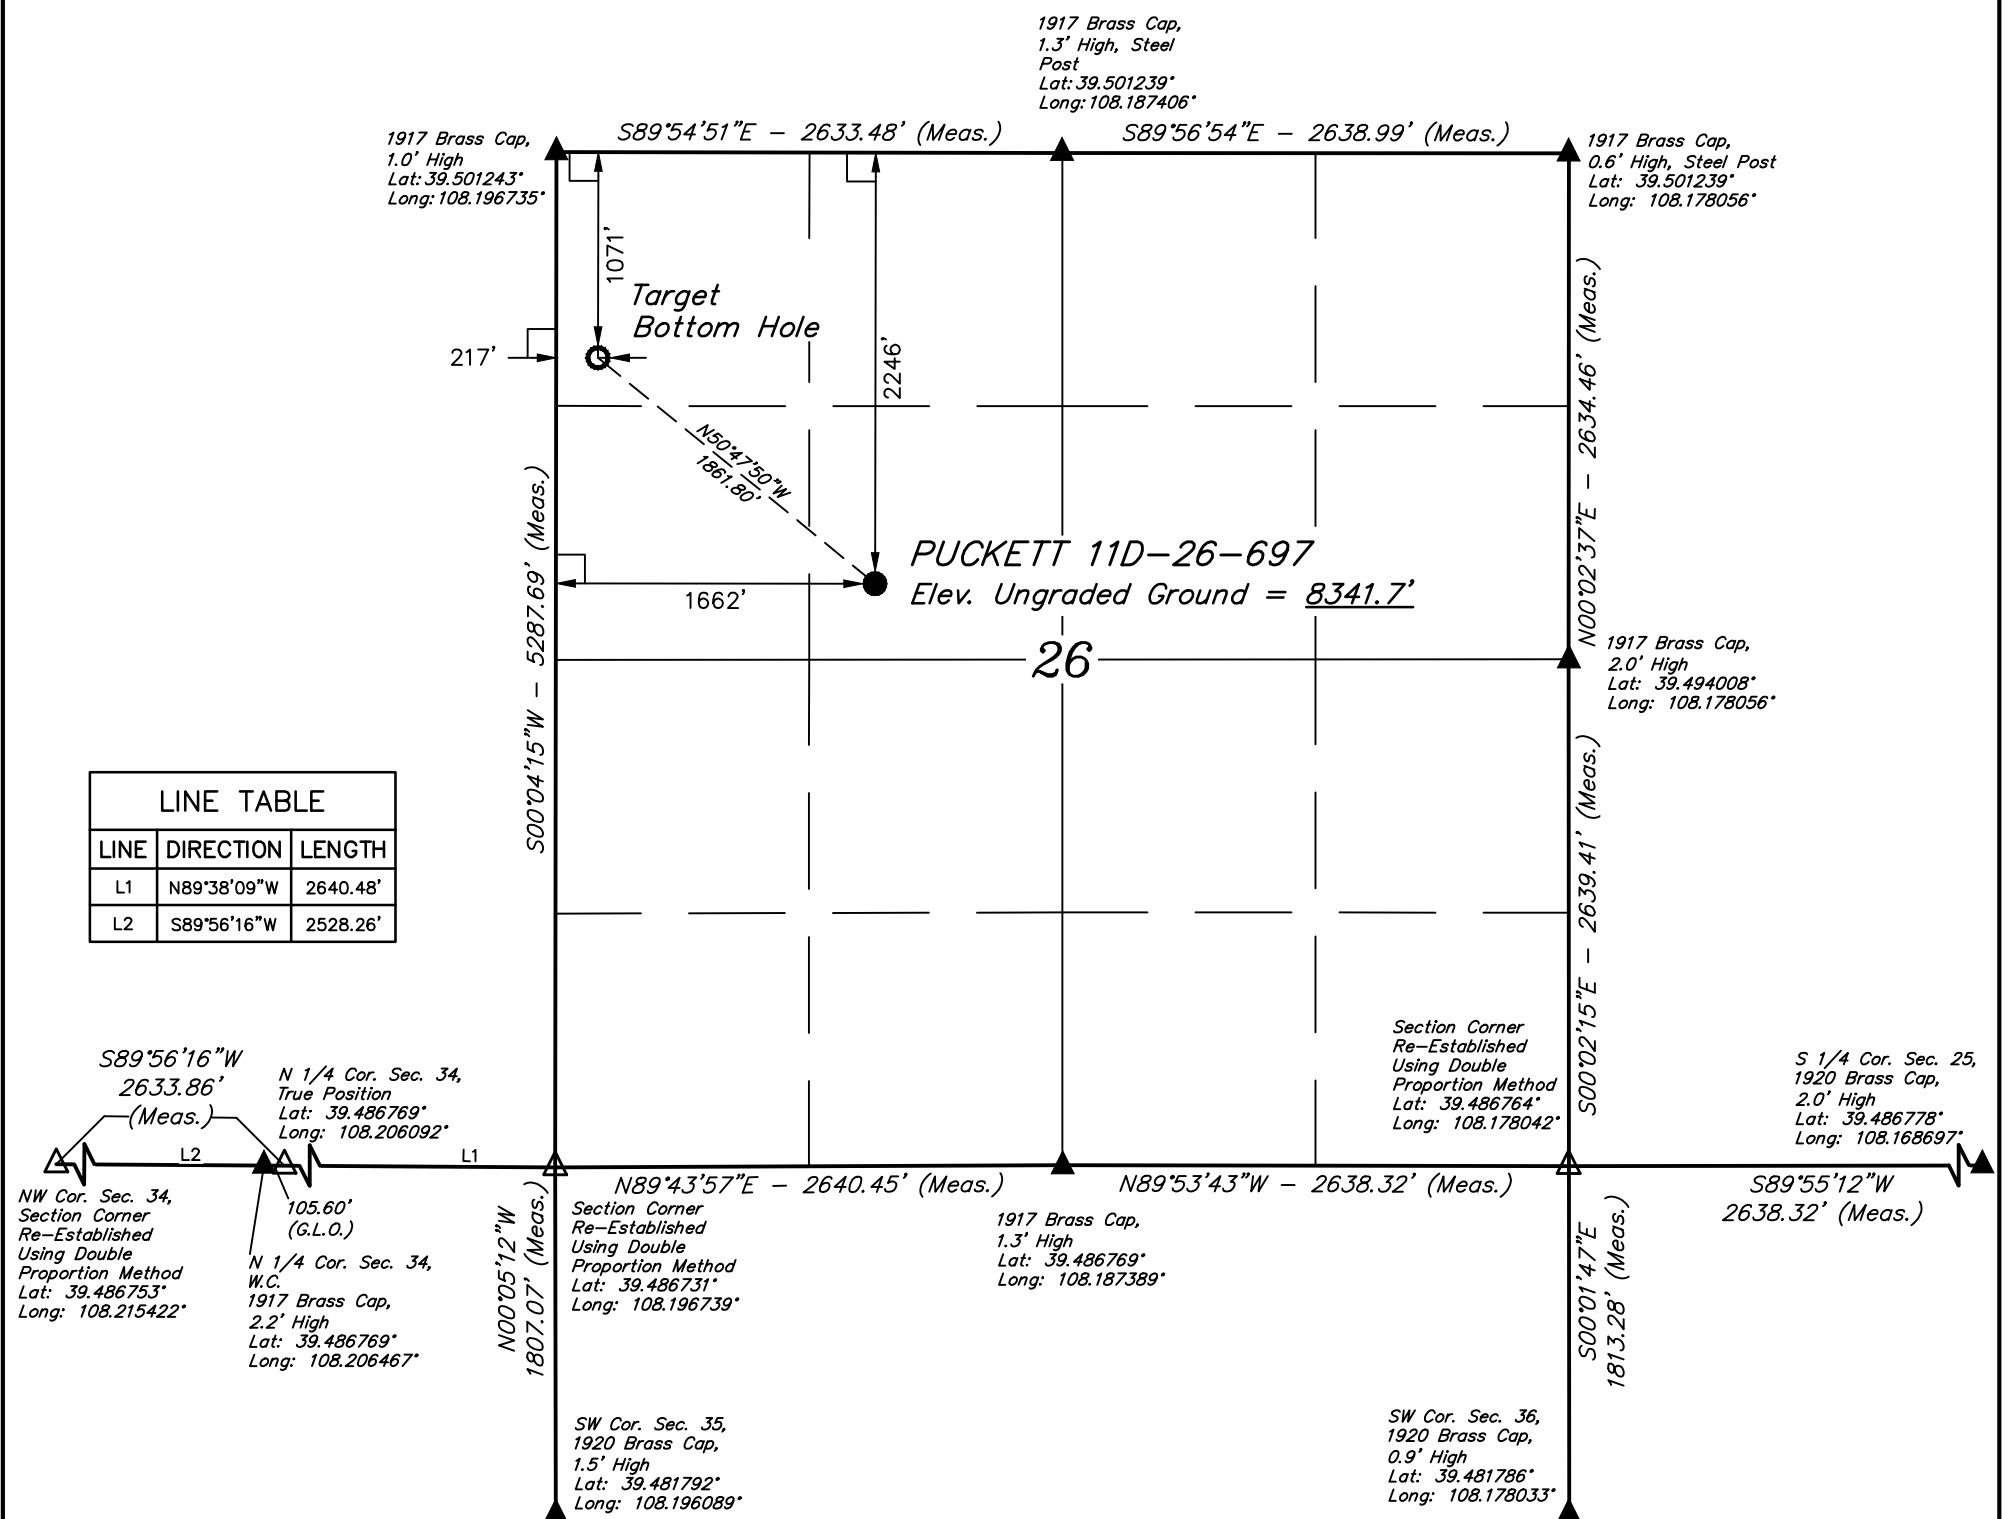 1917 Brass Cap,
1.3' High, Steel
Post
Lat: 39.501239°
Long: 108.187406°
1917 Brass Cap,
1.0' High
Lat: 39.501243°
Long: 108.196735°
S89°54'51"E – 2633.48' (Meas.)
S89°56'54"E – 2638.99' (Meas.)
1917 Brass Cap,
0.6' High, Steel Post
Lat: 39.501239°
Long: 108.178056°
1071'
Target
Bottom Hole
217'
2246'
N50°47'50"W
1861.80'
PUCKETT 11D-26-697
Elev. Ungraded Ground = 8341.7'
1662'
26
S00°04'15"W – 5287.69' (Meas.)
N00°02'37"E – 2634.46' (Meas.)
1917 Brass Cap,
2.0' High
Lat: 39.494008°
Long: 108.178056°
S00°02'15"E – 2639.41' (Meas.)
LINE TABLE
LINE DIRECTION LENGTH
L1 N89°38'09"W 2640.48'
L2 S89°56'16"W 2528.26'
S89°56'16"W
2633.86'
(Meas.)
N 1/4 Cor. Sec. 34,
True Position
Lat: 39.486769°
Long: 108.206092°
L2
L1
Section Corner
Re-Established
Using Double
Proportion Method
Lat: 39.486764°
Long: 108.178042°
S 1/4 Cor. Sec. 25,
1920 Brass Cap,
2.0' High
Lat: 39.486778°
Long: 108.168697°
NW Cor. Sec. 34,
Section Corner
Re-Established
Using Double
Proportion Method
Lat: 39.486753°
Long: 108.215422°
105.60'
(G.L.O.)
N 1/4 Cor. Sec. 34,
W.C.
1917 Brass Cap,
2.2' High
Lat: 39.486769°
Long: 108.206467°
N00°05'12"W
1807.07' (Meas.)
N89°43'57"E – 2640.45' (Meas.)
Section Corner
Re-Established
Using Double
Proportion Method
Lat: 39.486731°
Long: 108.196739°
N89°53'43"W – 2638.32' (Meas.)
1917 Brass Cap,
1.3' High
Lat: 39.486769°
Long: 108.187389°
S89°55'12"W
2638.32' (Meas.)
S00°01'47"E
1813.28' (Meas.)
SW Cor. Sec. 35,
1920 Brass Cap,
1.5' High
Lat: 39.481792°
Long: 108.196089°
SW Cor. Sec. 36,
1920 Brass Cap,
0.9' High
Lat: 39.481786°
Long: 108.178033°